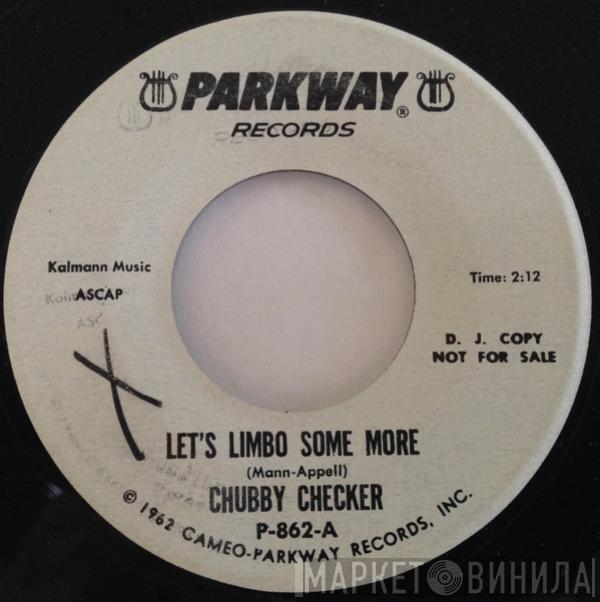 PARKWAY®
RECORDS
Kalmann Music
ASCAP
Time: 2:12
D. J. COPY
NOT FOR SALE
LET'S LIMBO SOME MORE
(Mann-Appell)
CHUBBY CHECKER
P-862-A
© 1962 CAMEO-PARKWAY RECORDS, INC.
МАРКЕТ ВИНИЛА